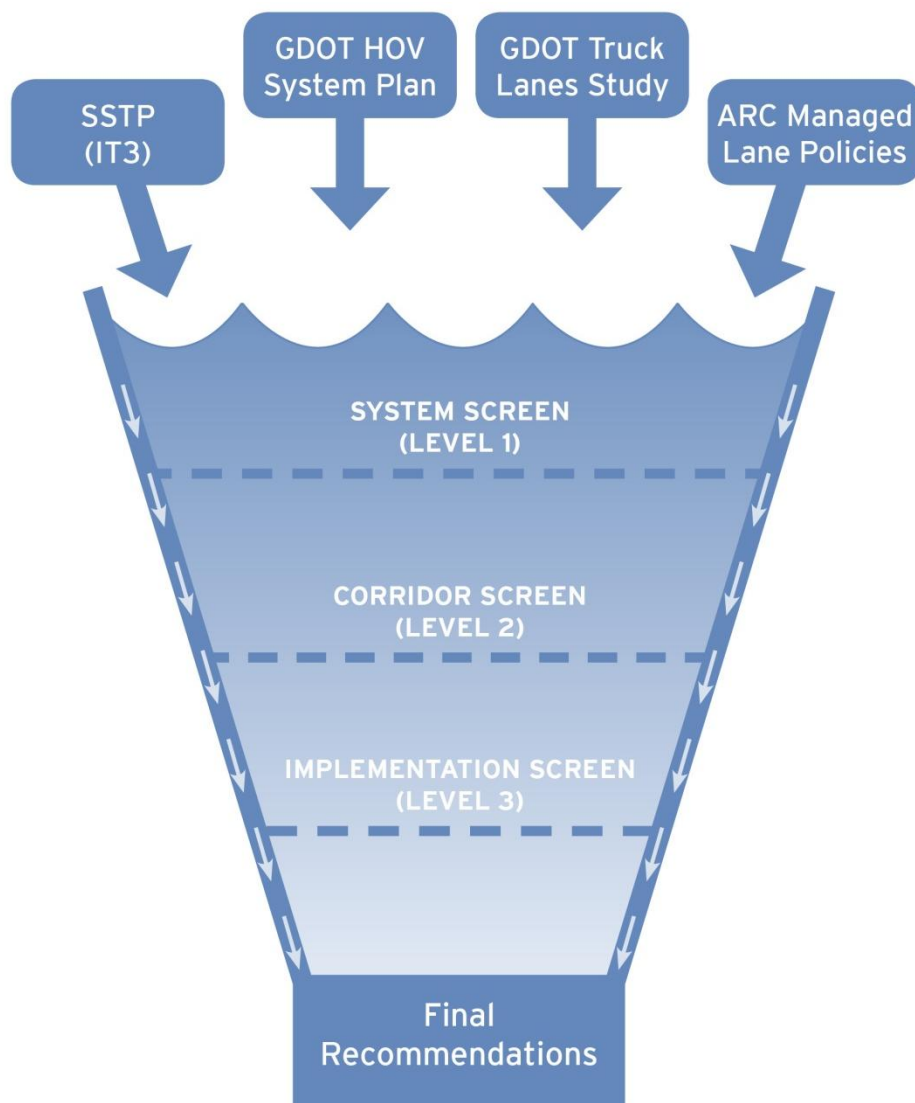 SSTP
(IT3)
GDOT HOV
System Plan
GDOT Truck
Lanes Study
ARC Managed
Lane Policies
SYSTEM SCREEN
(LEVEL 1)
CORRIDOR SCREEN
(LEVEL 2)
IMPLEMENTATION SCREEN
(LEVEL 3)
Final
Recommendations